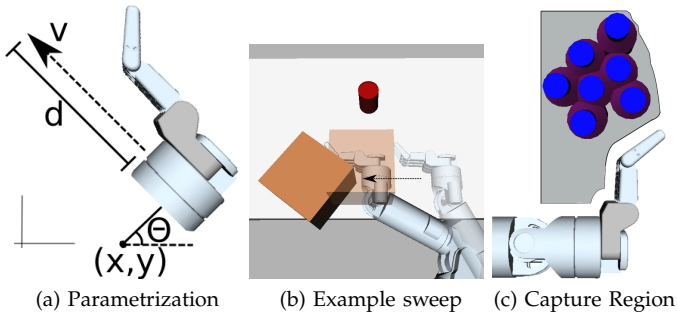 v
d
Θ
(x,y)
(a) Parametrization
(b) Example sweep
(c) Capture Region